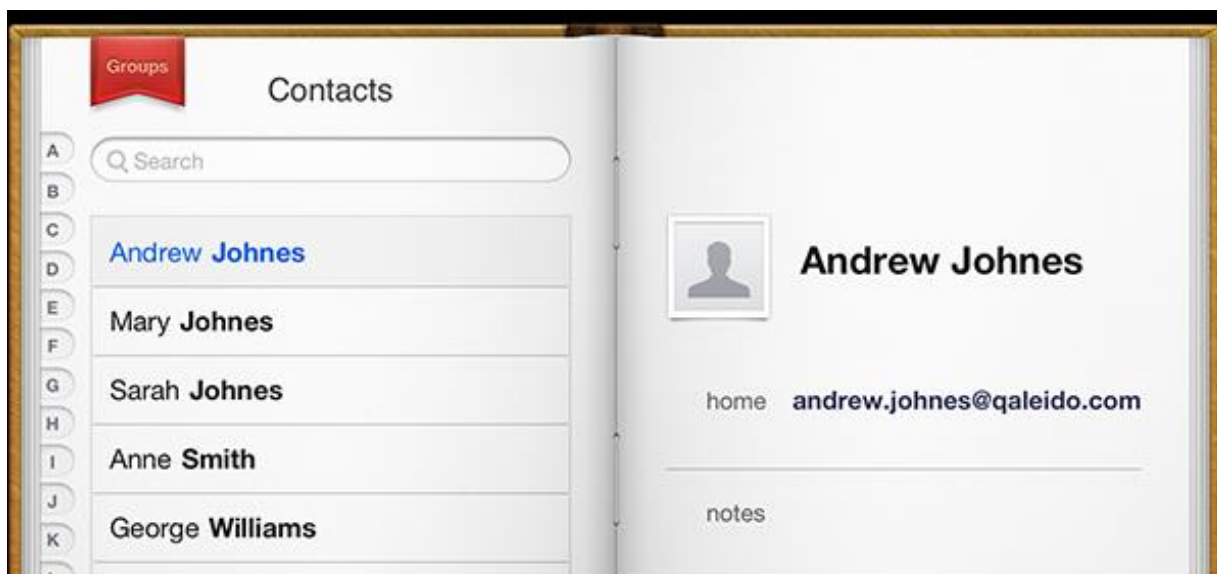 Groups
Contacts
Search
A
B
C
D
E
F
G
H
I
J
K
Andrew Johnes
Mary Johnes
Sarah Johnes
Anne Smith
George Williams
Andrew Johnes
home andrew.johnes@qaleido.com
notes